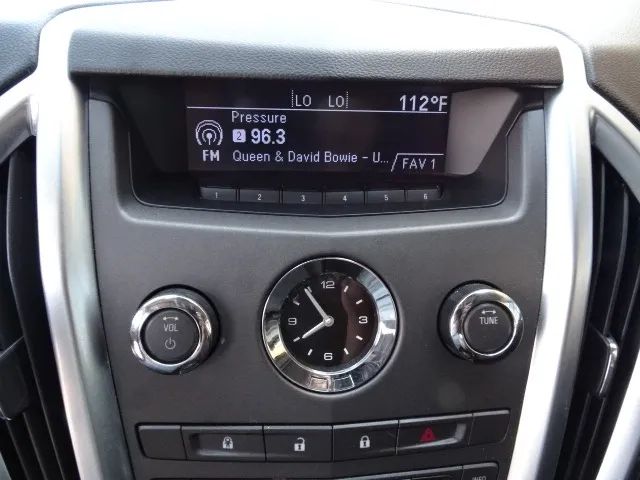 LO LO 112°F
Pressure
2 96.3
FM Queen & David Bowie - U... FAV 1
1 2 3 4 5 6
VOL
TUNE
12
9 3
6
INFO